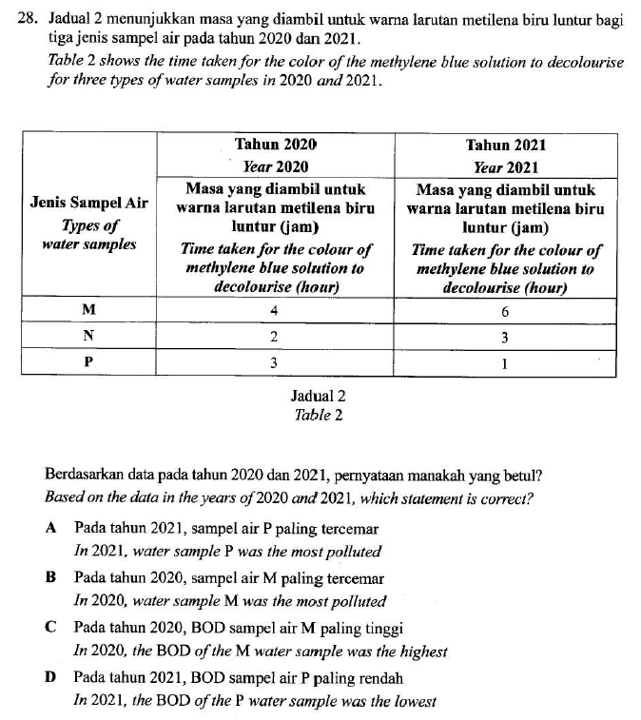 28. Jadual 2 menunjukkan masa yang diambil untuk warna larutan metilena biru luntur bagi
tiga jenis sampel air pada tahun 2020 dan 2021.
Table 2 shows the time taken for the color of the methylene blue solution to decolourise
for three types of water samples in 2020 and 2021.
Jenis Sampel Air
Types of
water samples
Tahun 2020
Year 2020
Masa yang diambil untuk
warna larutan metilena biru
luntur (jam)
Time taken for the colour of
methylene blue solution to
decolourise (hour)
Tahun 2021
Year 2021
Masa yang diambil untuk
warna larutan metilena biru
luntur (jam)
Time taken for the colour of
methylene blue solution to
decolourise (hour)
M 4 6
N 2 3
P 3 1
Jadual 2
Table 2
Berdasarkan data pada tahun 2020 dan 2021, pernyataan manakah yang betul?
Based on the data in the years of 2020 and 2021, which statement is correct?
A Pada tahun 2021, sampel air P paling tercemar
In 2021, water sample P was the most polluted
B Pada tahun 2020, sampel air M paling tercemar
In 2020, water sample M was the most polluted
C Pada tahun 2020, BOD sampel air M paling tinggi
In 2020, the BOD of the M water sample was the highest
D Pada tahun 2021, BOD sampel air P paling rendah
In 2021, the BOD of the P water sample was the lowest